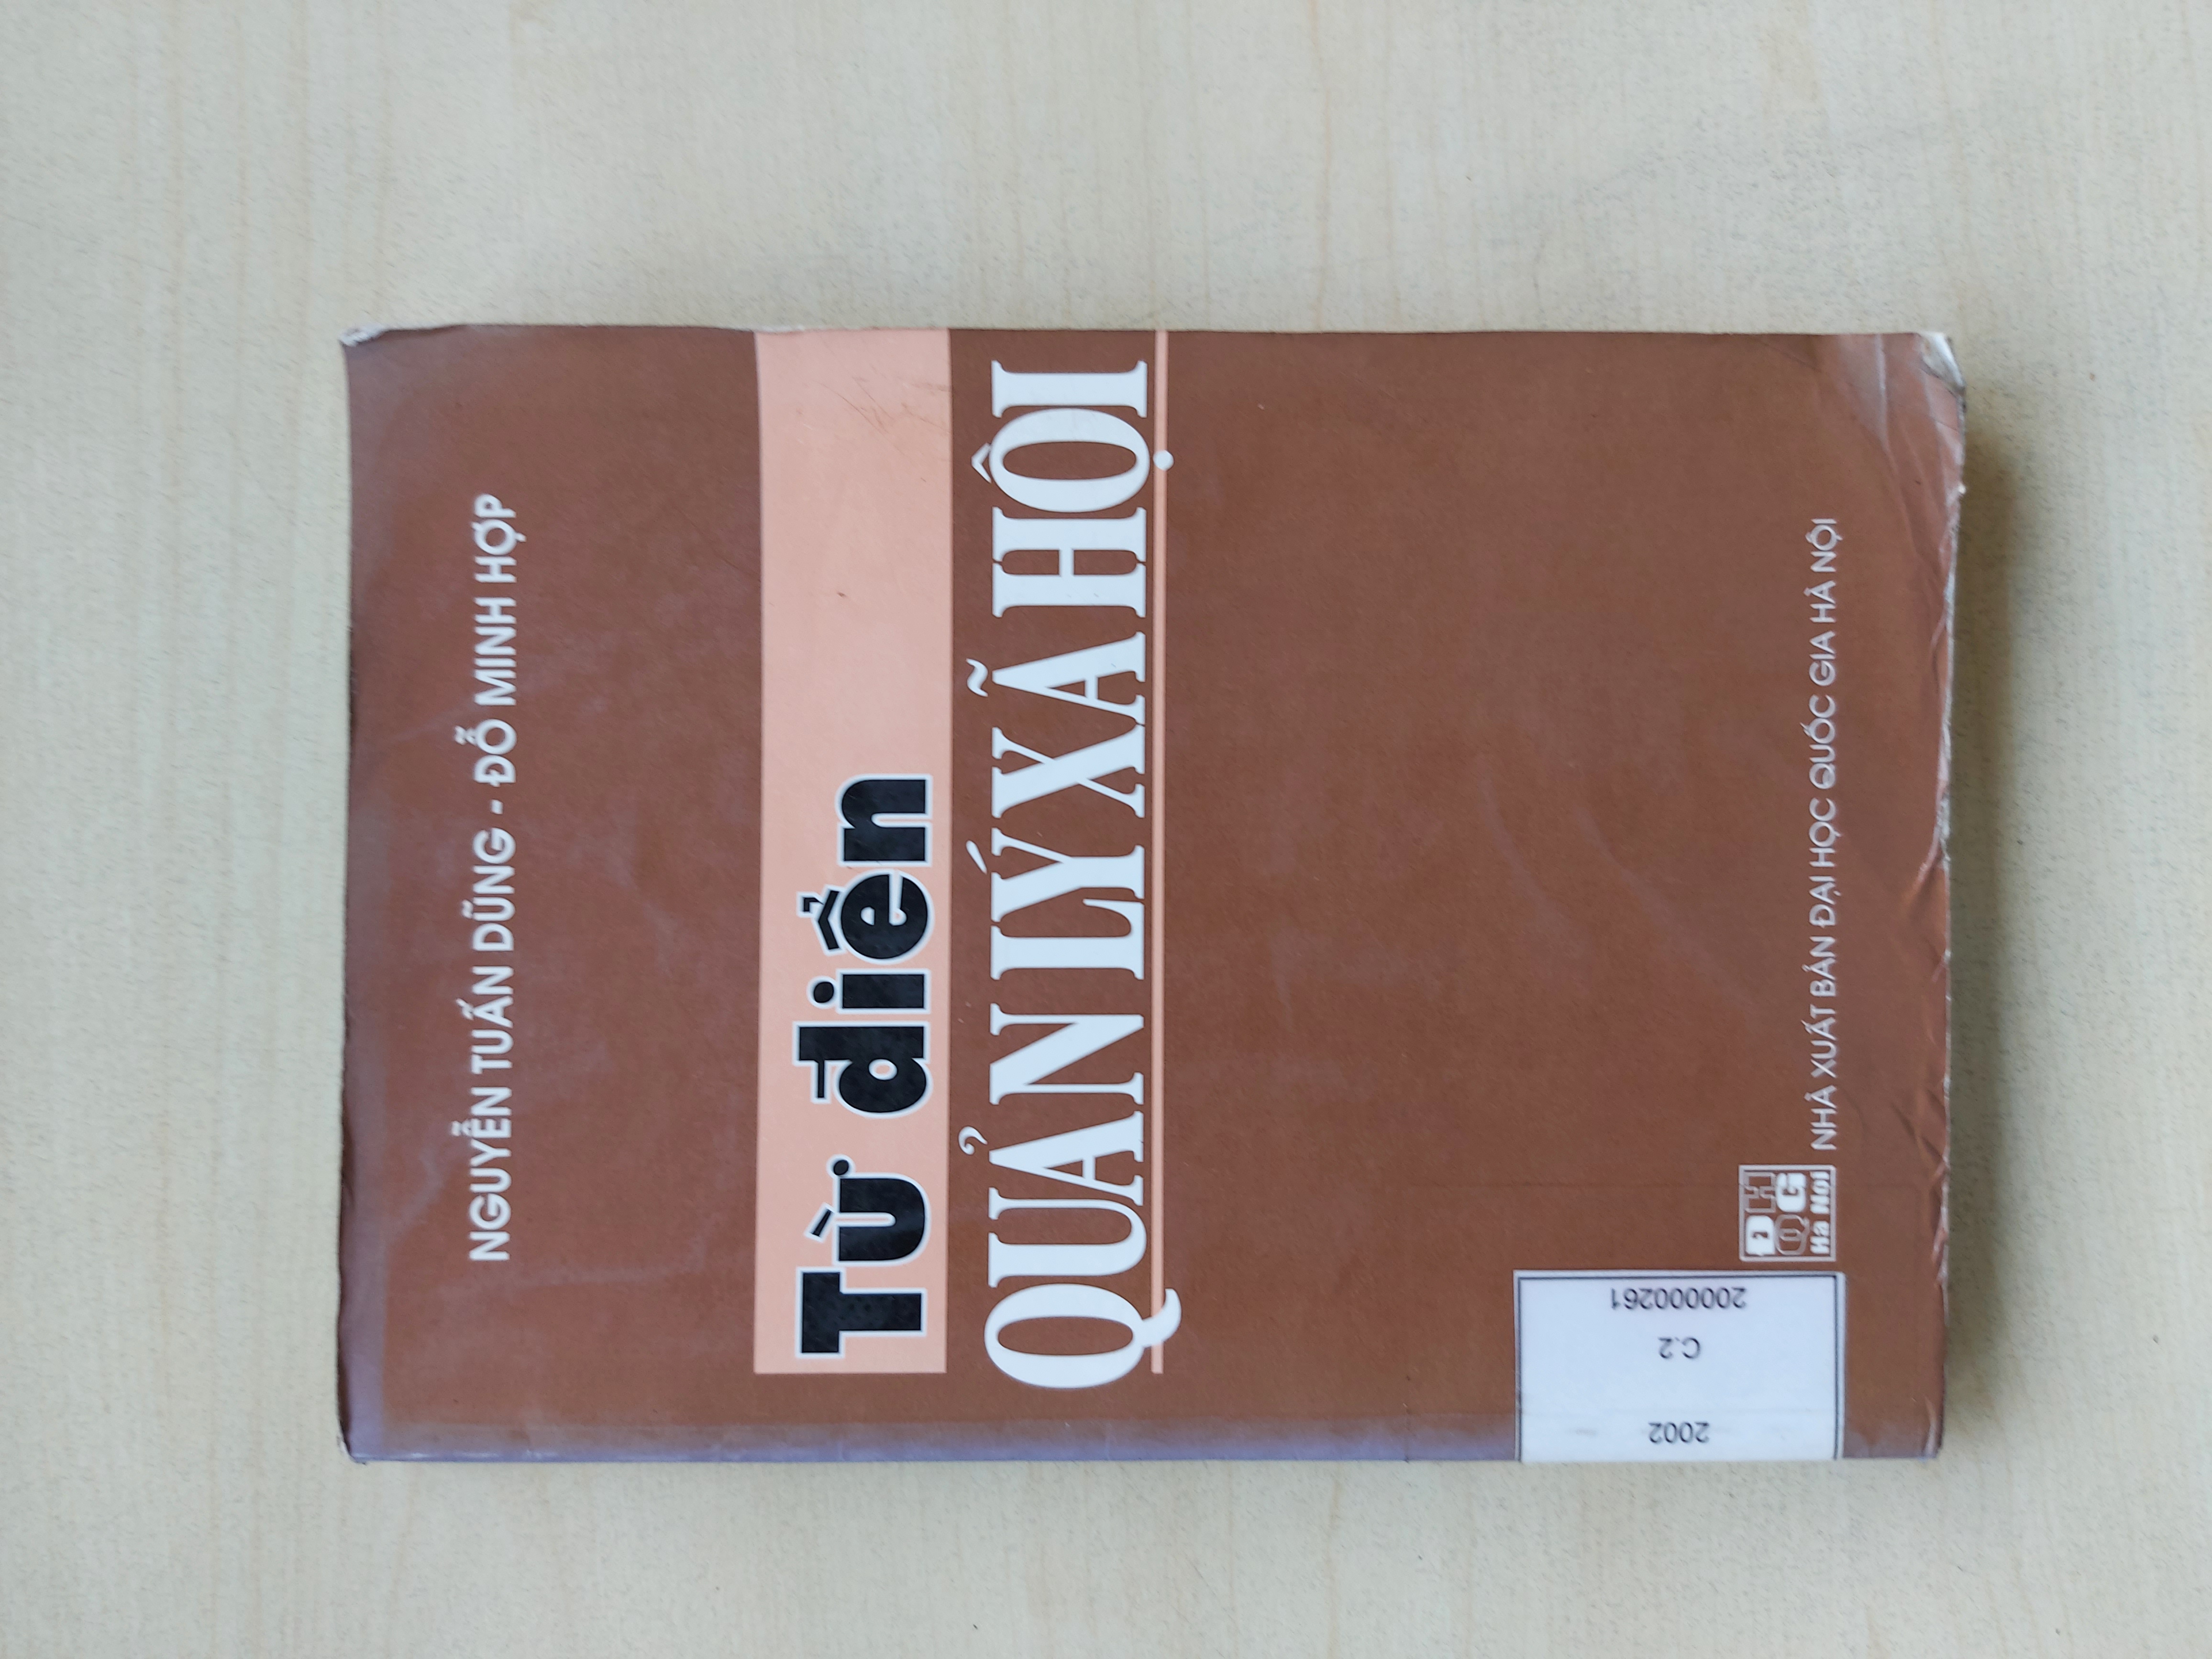 NGUYỄN TUẤN DŨNG - ĐỖ MINH HỢP
Từ điển
QUẢN LÝ XÃ HỘI
2002
C.2
200000261
ĐH
QG
Hà Nội
NHÀ XUẤT BẢN ĐẠI HỌC QUỐC GIA HÀ NỘI